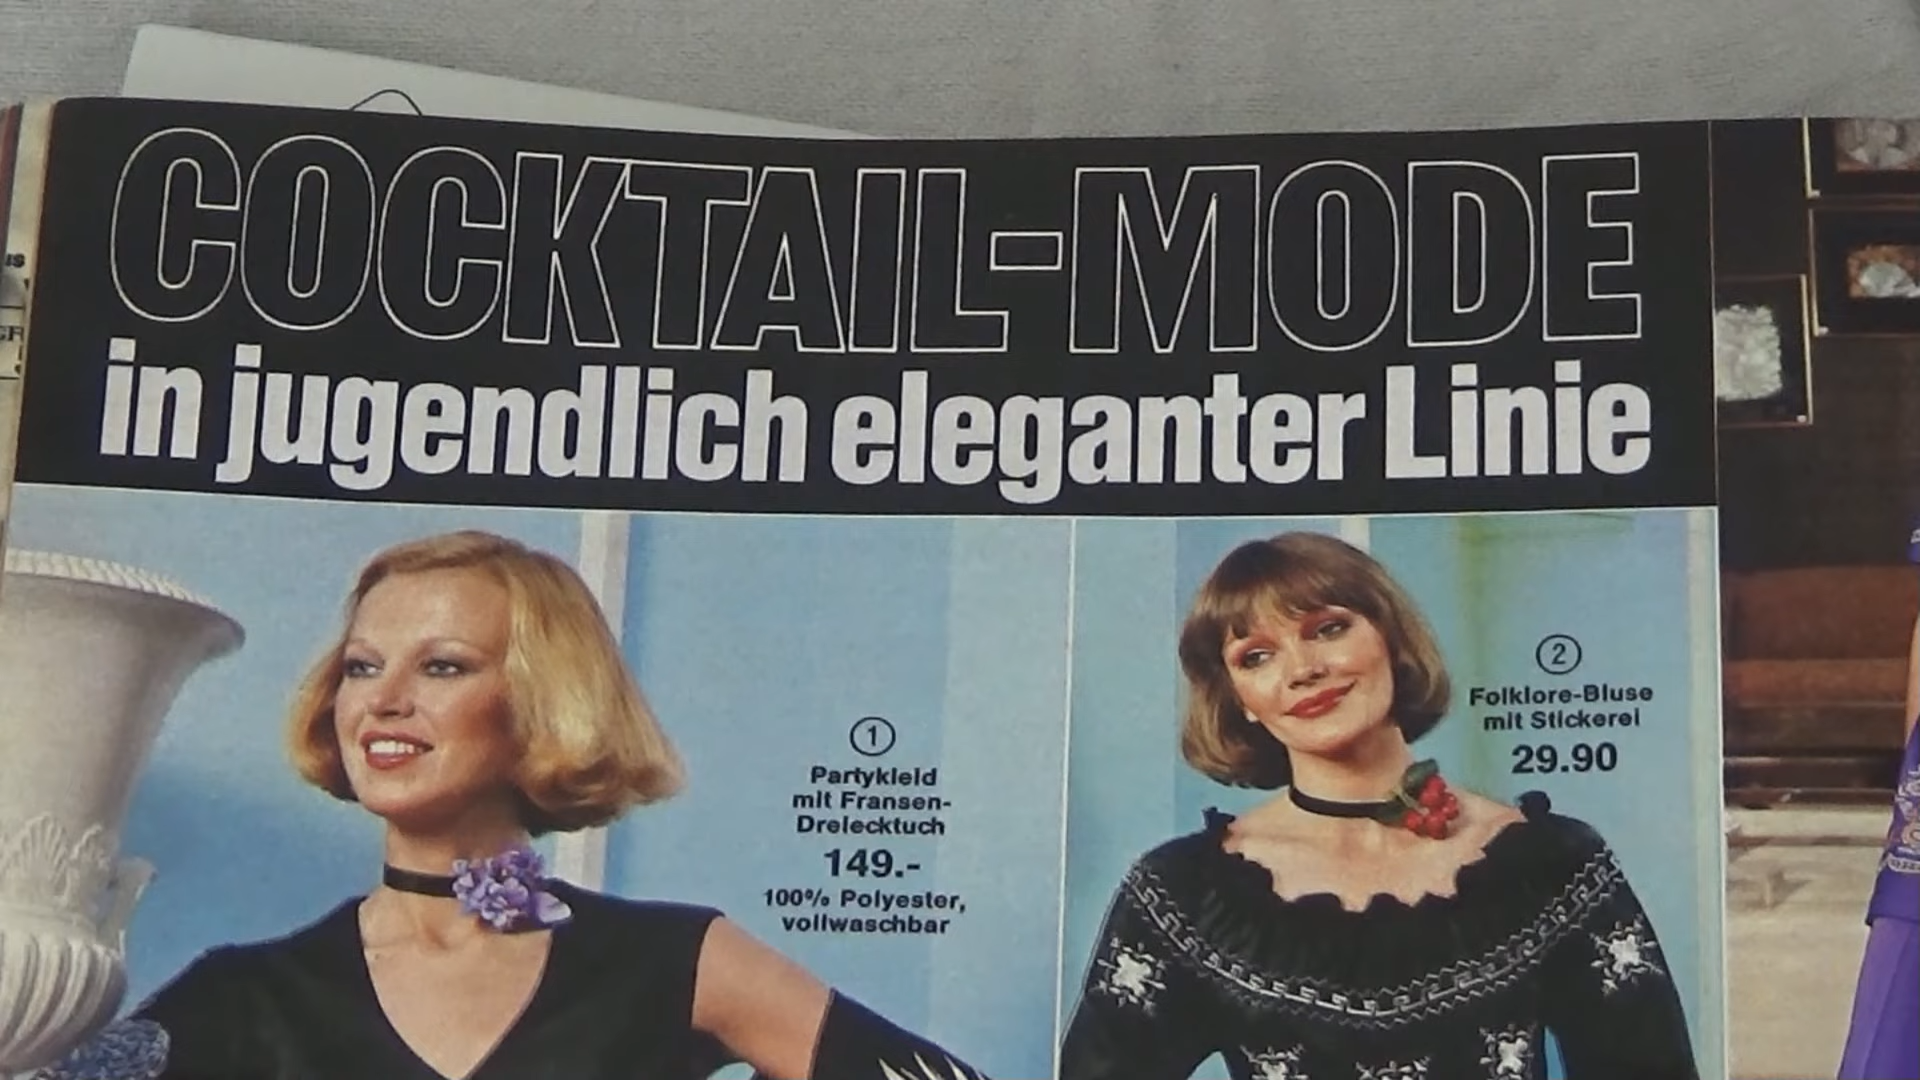 COCKTAIL-MODE
in jugendlich eleganter Linie
1
Partykleid
mit Fransen-
Dreiecktuch
149.-
100% Polyester,
vollwaschbar
2
Folklore-Bluse
mit Stickerei
29.90